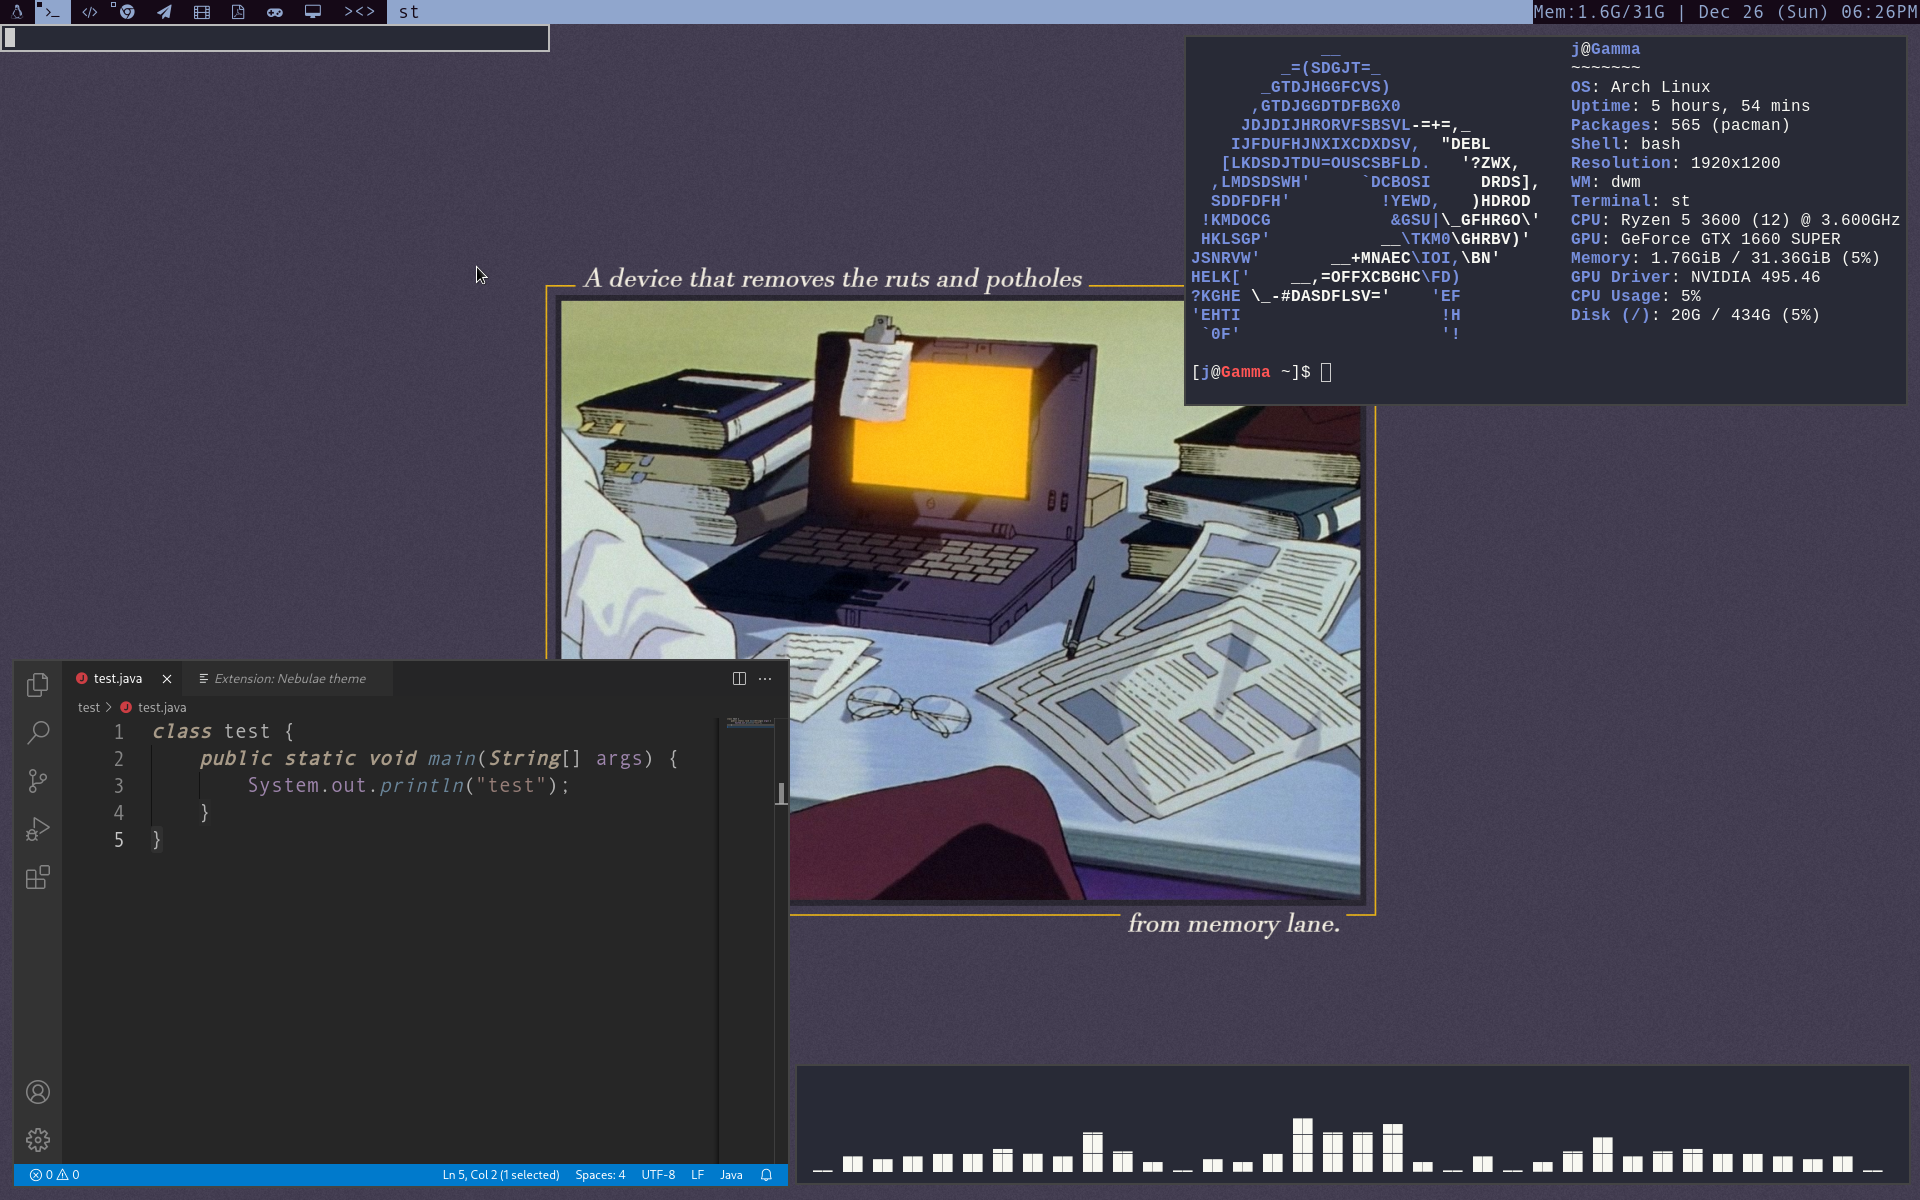 >_ </> ><> st Mem:1.6G/31G | Dec 26 (Sun) 06:26PM
__
_=(SDGJT=_
_GTDJHGGFCVS)
,GTDJGGDTDFBGX0
JDJDIJHRORVFSBSVL-=+=,_
IJFDUFHJNXIXCDXDSV, "DEBL
[LKDSDJTDU=OUSCSBFLD. '?ZWX,
,LMDSDSWH' `DCBOSI DRDS],
SDDFDFH' !YEWD, )HDROD
!KMDOCG &GSU|\_GFHRGO\'
HKLSGP' __\TKM0\GHRBV)'
JSNRVW' __+MNAEC\IOI,\BN'
HELK[' __,=OFFXCBGHC\FD)
?KGHE \_-#DASDFLSV=' 'EF
'EHTI !H
`0F' '!
j@Gamma
~~~~~~~
OS: Arch Linux
Uptime: 5 hours, 54 mins
Packages: 565 (pacman)
Shell: bash
Resolution: 1920x1200
WM: dwm
Terminal: st
CPU: Ryzen 5 3600 (12) @ 3.600GHz
GPU: GeForce GTX 1660 SUPER
Memory: 1.76GiB / 31.36GiB (5%)
GPU Driver: NVIDIA 495.46
CPU Usage: 5%
Disk (/): 20G / 434G (5%)
[j@Gamma ~]$
A device that removes the ruts and potholes
from memory lane.
test.java Extension: Nebulae theme
test > test.java
1 class test {
2 public static void main(String[] args) {
3 System.out.println("test");
4 }
5 }
0 0 Ln 5, Col 2 (1 selected) Spaces: 4 UTF-8 LF Java